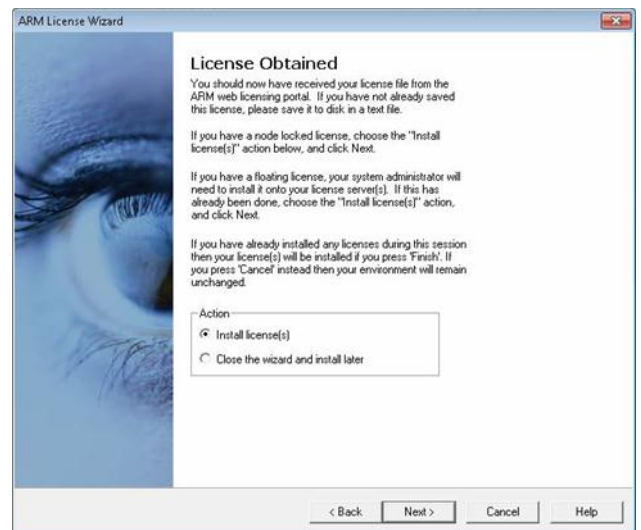 ARM License Wizard
License Obtained
You should now have received your license file from the
ARM web licensing portal. If you have not already saved
this license, please save it to disk in a text file.
If you have a node locked license, choose the "Install
license(s)" action below, and click Next.
If you have a floating license, your system administrator will
need to install it onto your license server(s). If this has
already been done, choose the "Install license(s)" action,
and click Next.
If you have already installed any licenses during this session
then your license(s) will be installed if you press 'Finish'. If
you press 'Cancel' instead then your environment will remain
unchanged.
Action
Install license(s)
Close the wizard and install later
< Back
Next >
Cancel
Help